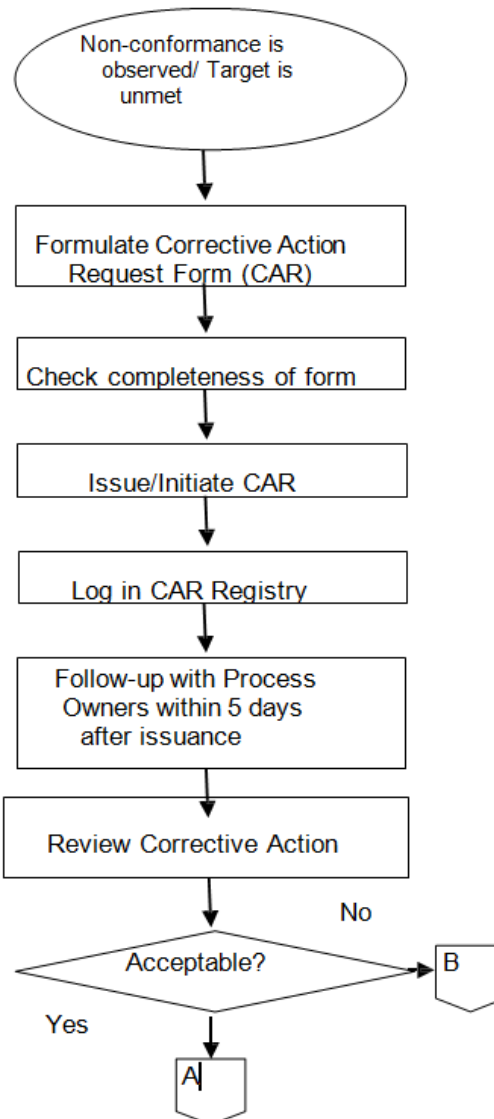 Non-conformance is
observed/ Target is
unmet
Formulate Corrective Action
Request Form (CAR)
Check completeness of form
Issue/Initiate CAR
Log in CAR Registry
Follow-up with Process
Owners within 5 days
after issuance
Review Corrective Action
No
Acceptable?
B
Yes
A